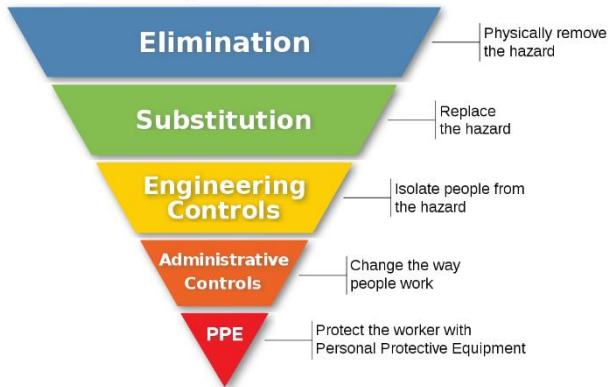 Elimination
Physically remove
the hazard
Substitution
Replace
the hazard
Engineering
Controls
Isolate people from
the hazard
Administrative
Controls
Change the way
people work
PPE
Protect the worker with
Personal Protective Equipment